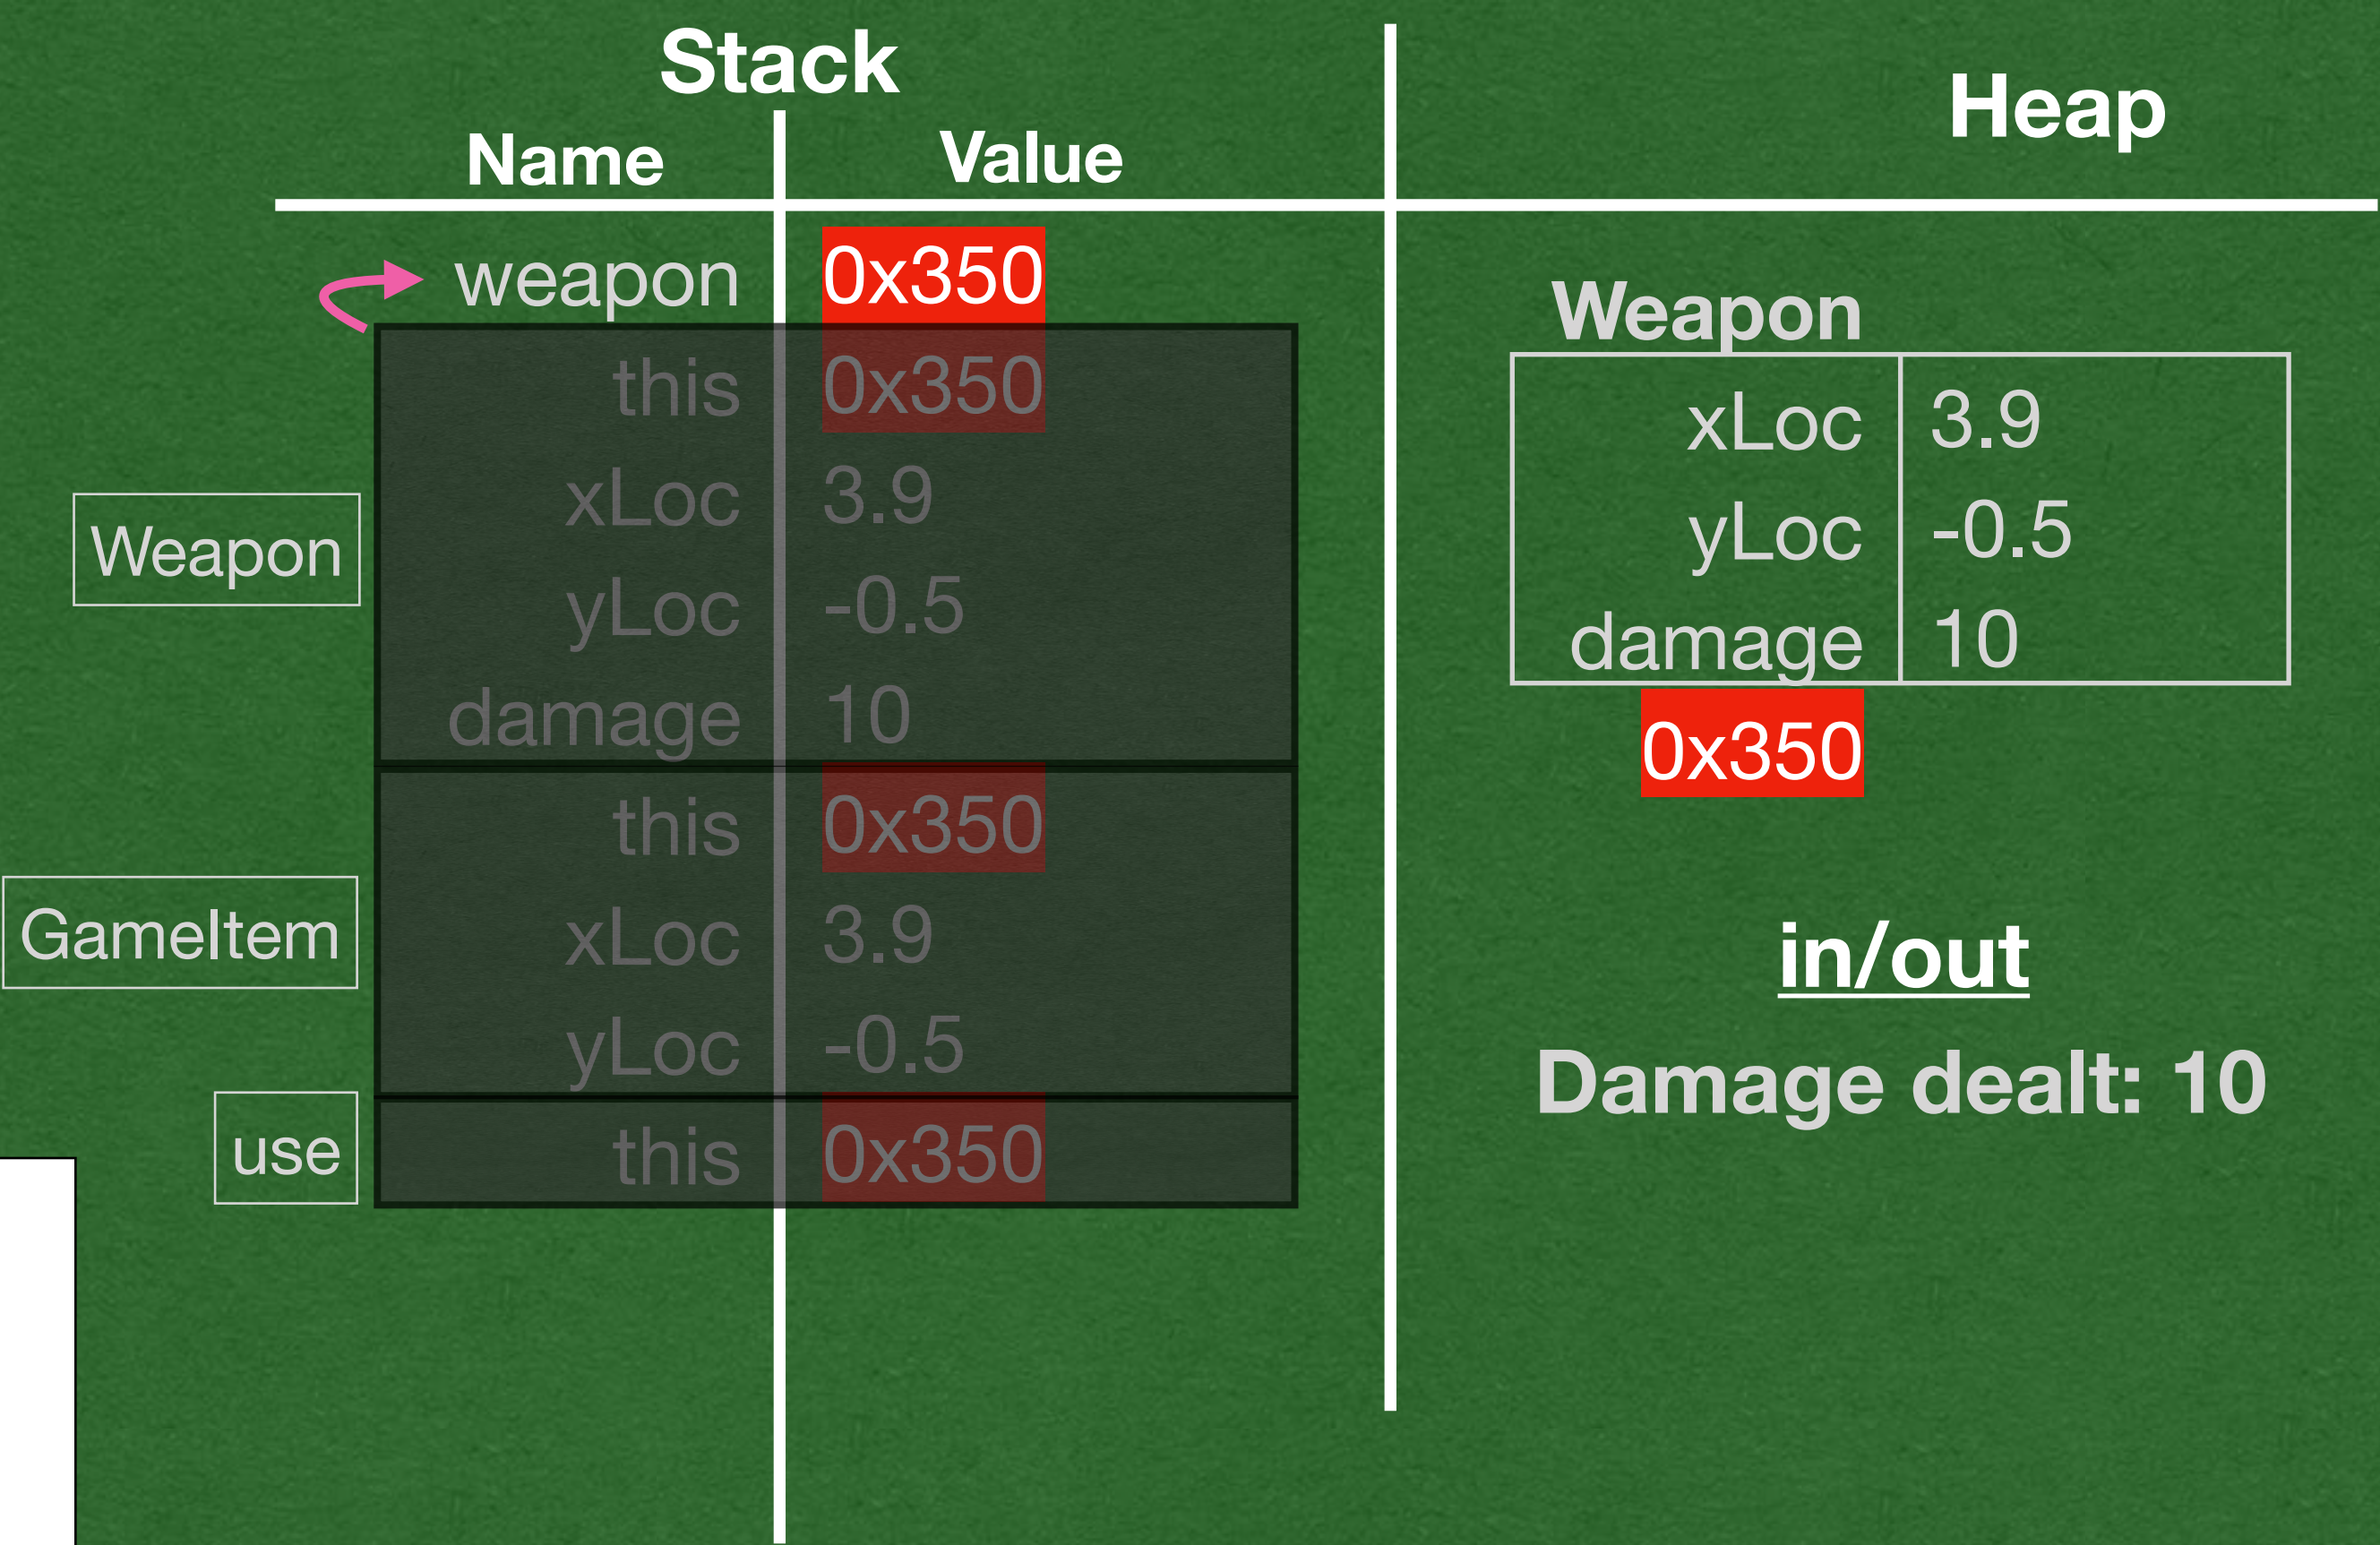 Stack
Heap
Name Value
weapon 0x350
this 0x350
xLoc 3.9
yLoc -0.5
damage 10
this 0x350
xLoc 3.9
yLoc -0.5
this 0x350
Weapon
GameItem
use
Weapon
xLoc 3.9
yLoc -0.5
damage 10
0x350
in/out
Damage dealt: 10